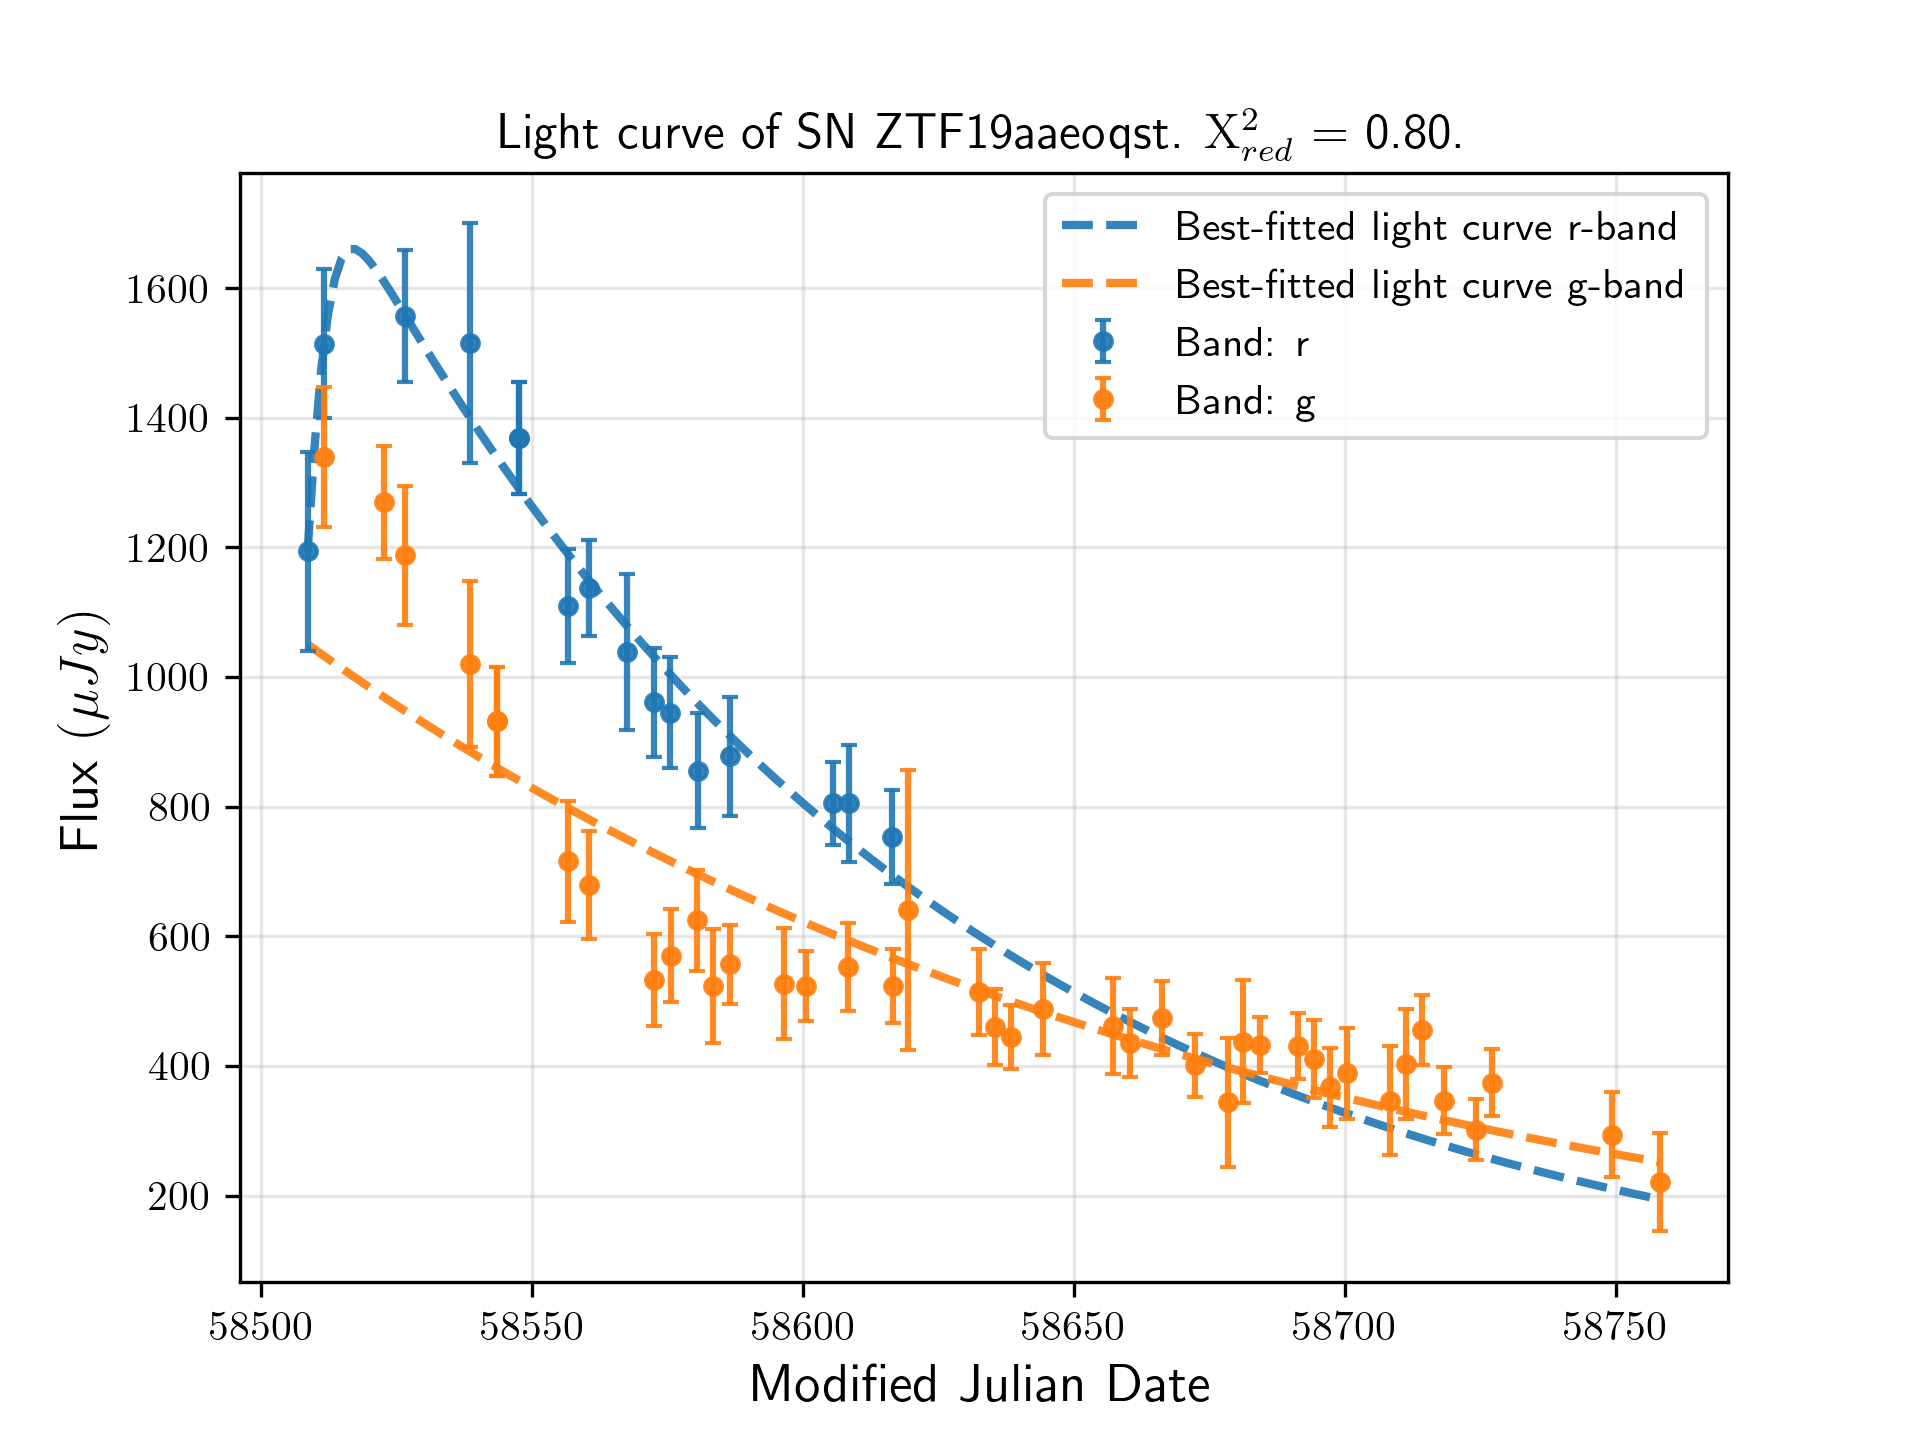 Light curve of SN ZTF19aaeoqst. X²_red = 0.80.
Best-fitted light curve r-band
Best-fitted light curve g-band
Band: r
Band: g
Flux (μJy)
1600
1400
1200
1000
800
600
400
200
58500 58550 58600 58650 58700 58750
Modified Julian Date